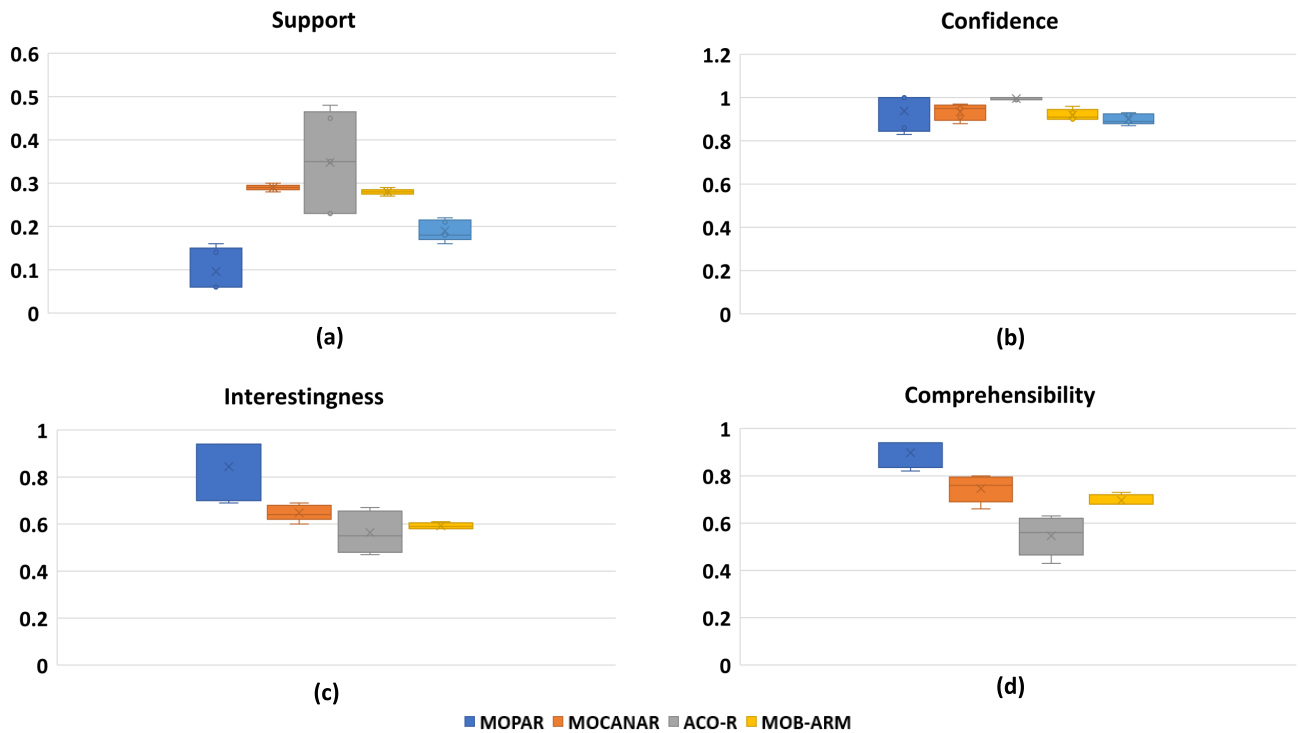 Support
0.6
0.5
0.4
0.3
0.2
0.1
0
(a)
Confidence
1.2
1
0.8
0.6
0.4
0.2
0
(b)
Interestingness
1
0.8
0.6
0.4
0.2
0
(c)
Comprehensibility
1
0.8
0.6
0.4
0.2
0
(d)
MOPAR MOCANAR ACO-R MOB-ARM